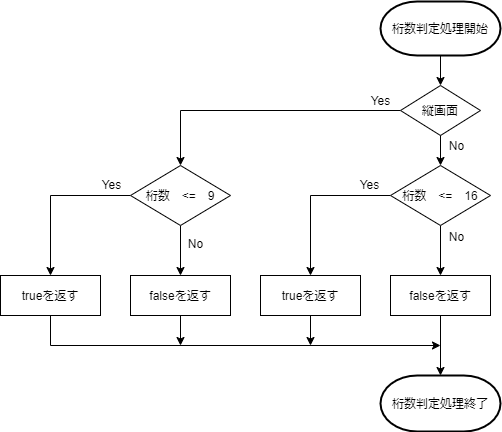 桁数判定処理開始
縦画面
Yes
No
桁数 <= 9
桁数 <= 16
Yes
No
Yes
No
trueを返す
falseを返す
trueを返す
falseを返す
桁数判定処理終了